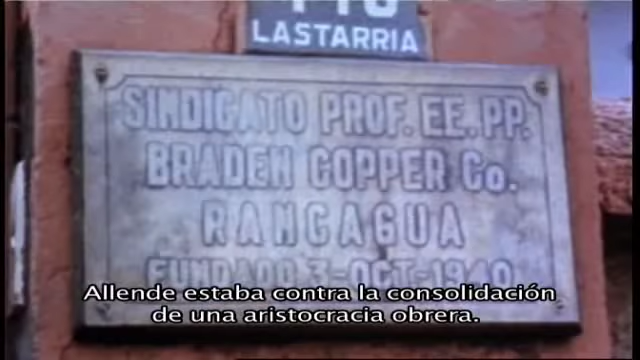 LASTARRIA
SINDICATO PROF. EE. PP.
BRADEN COPPER Co.
RANCAGUA
FUNDADO 3-OCT-1940
Allende estaba contra la consolidación
de una aristocracia obrera.